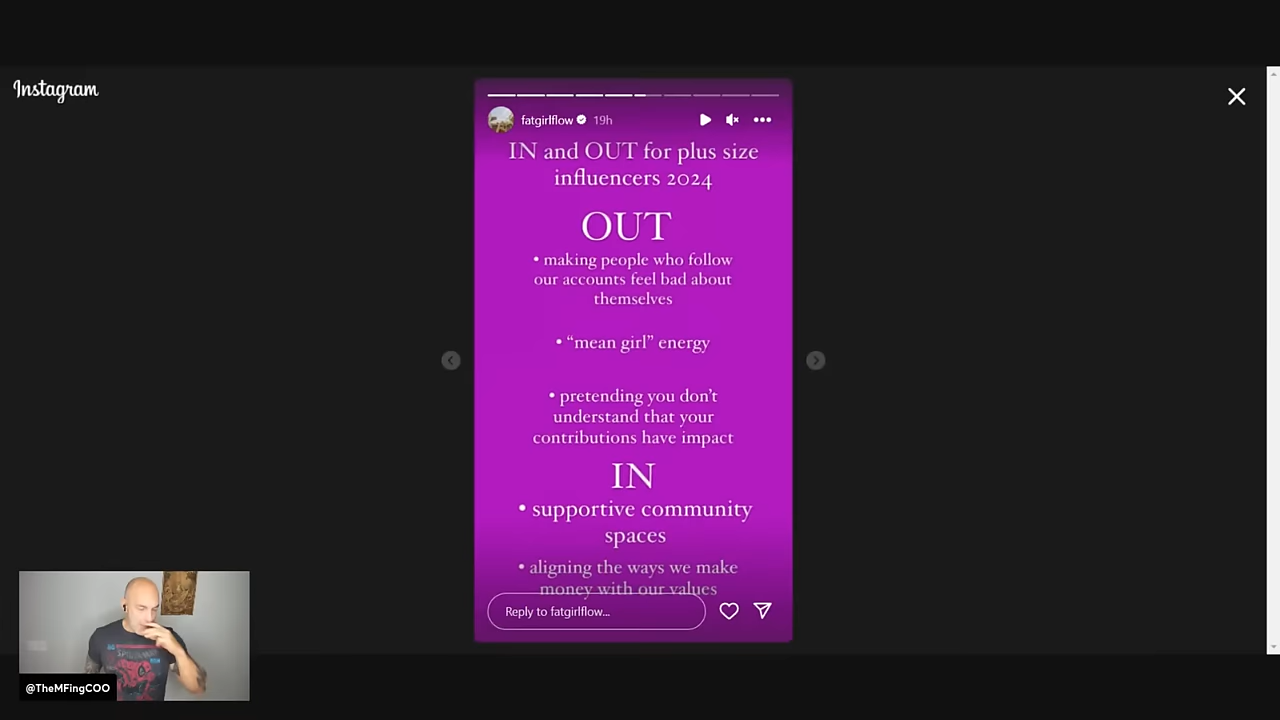 Instagram
fatgirlflow 19h
IN and OUT for plus size
influencers 2024
OUT
• making people who follow
our accounts feel bad about
themselves
• “mean girl” energy
• pretending you don’t
understand that your
contributions have impact
IN
• supportive community
spaces
• aligning the ways we make
money with our values
Reply to fatgirlflow...
@TheMFingCOO